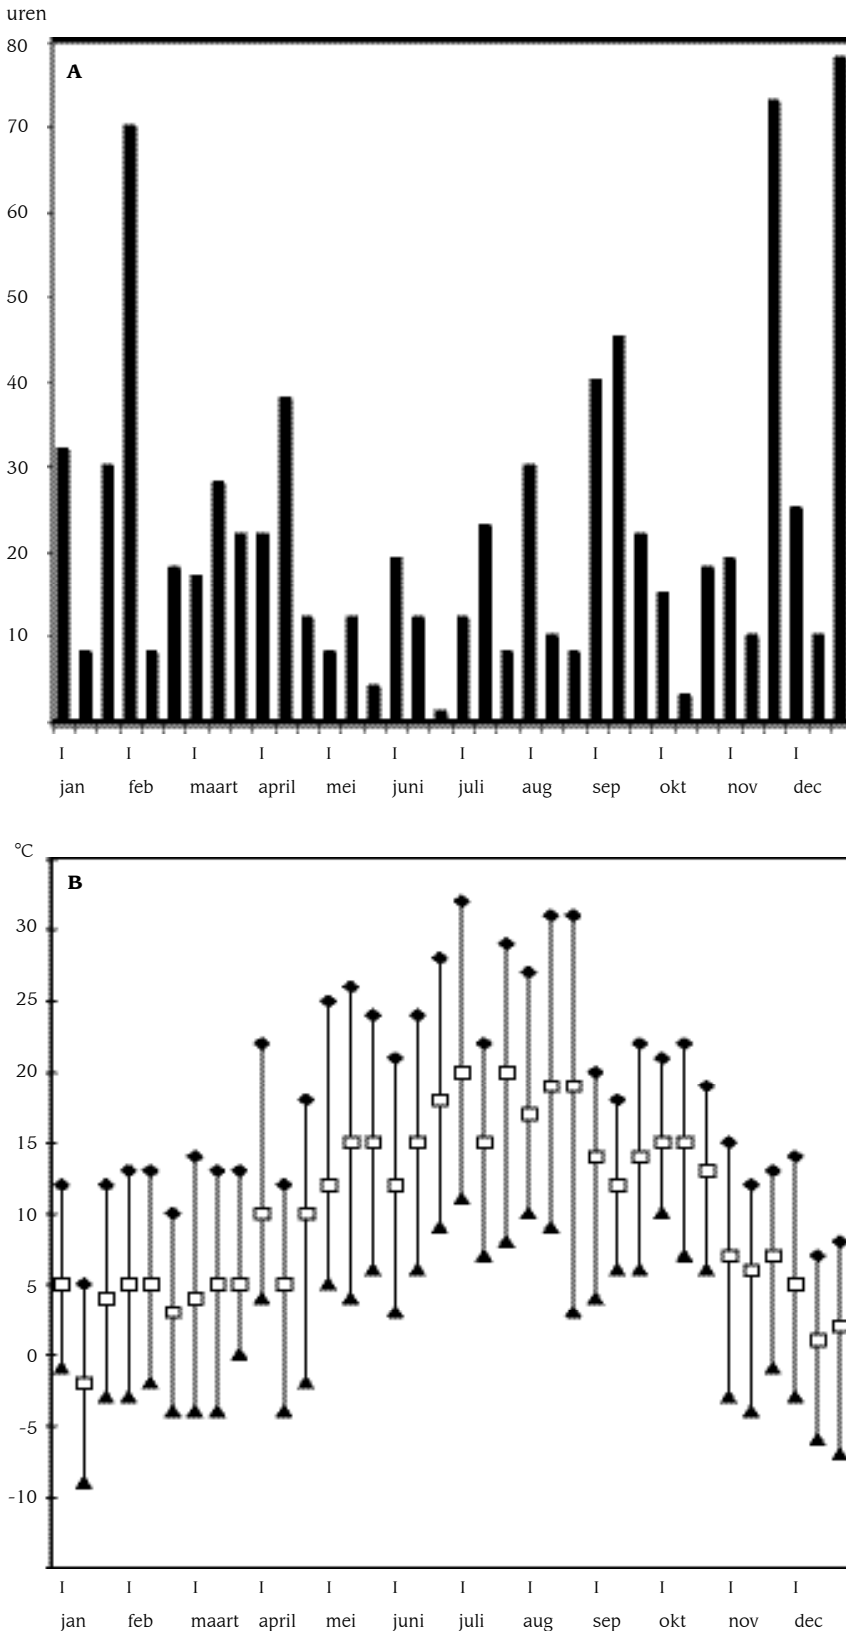 uren
80
A
70
60
50
40
30
20
10
I I I I I I I I I I I I
jan feb maart april mei juni juli aug sep okt nov dec
°C
B
30
25
20
15
10
5
0
-5
-10
I I I I I I I I I I I I
jan feb maart april mei juni juli aug sep okt nov dec